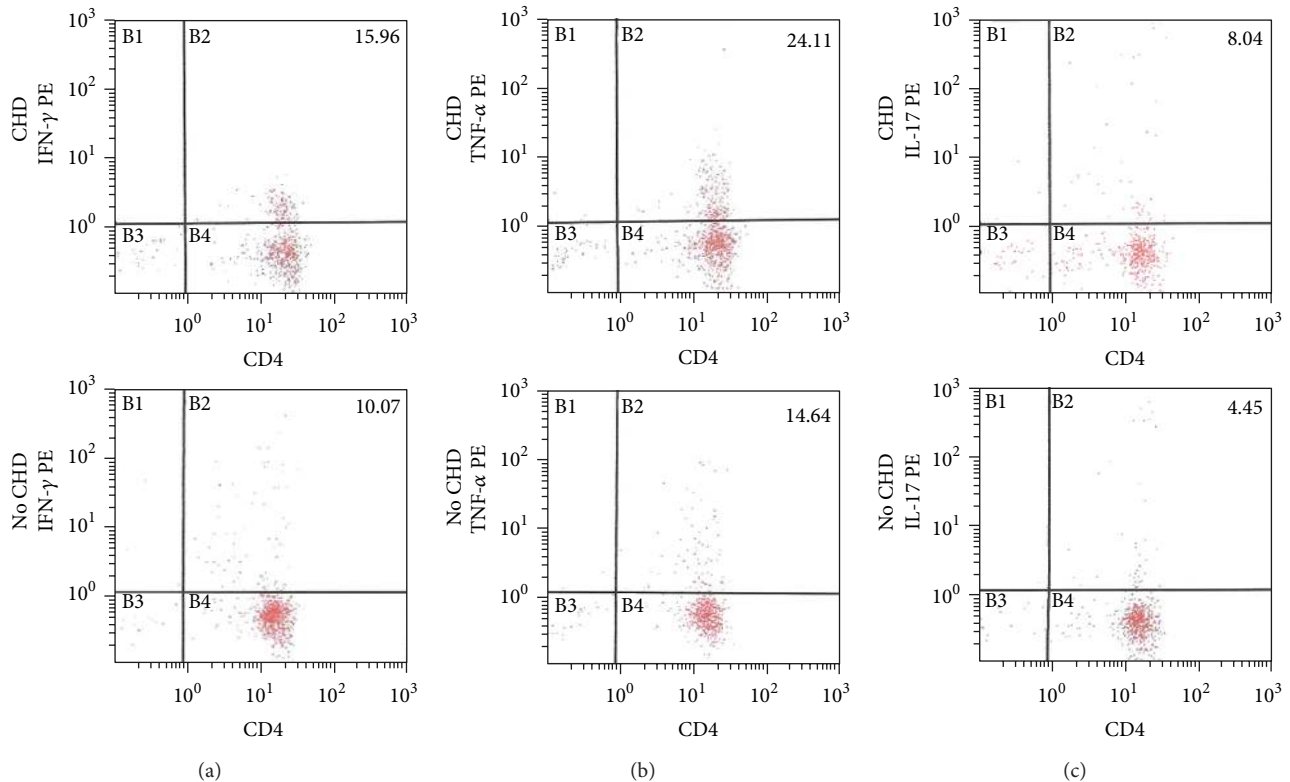 CHD
IFN-γ PE
10³
10²
10¹
10⁰
B1 B2 15.96
B3 B4
10⁰ 10¹ 10² 10³
CD4
CHD
TNF-α PE
10³
10²
10¹
10⁰
B1 B2 24.11
B3 B4
10⁰ 10¹ 10² 10³
CD4
CHD
IL-17 PE
10³
10²
10¹
10⁰
B1 B2 8.04
B3 B4
10⁰ 10¹ 10² 10³
CD4
No CHD
IFN-γ PE
10³
10²
10¹
10⁰
B1 B2 10.07
B3 B4
10⁰ 10¹ 10² 10³
CD4
No CHD
TNF-α PE
10³
10²
10¹
10⁰
B1 B2 14.64
B3 B4
10⁰ 10¹ 10² 10³
CD4
No CHD
IL-17 PE
10³
10²
10¹
10⁰
B1 B2 4.45
B3 B4
10⁰ 10¹ 10² 10³
CD4
(a) (b) (c)